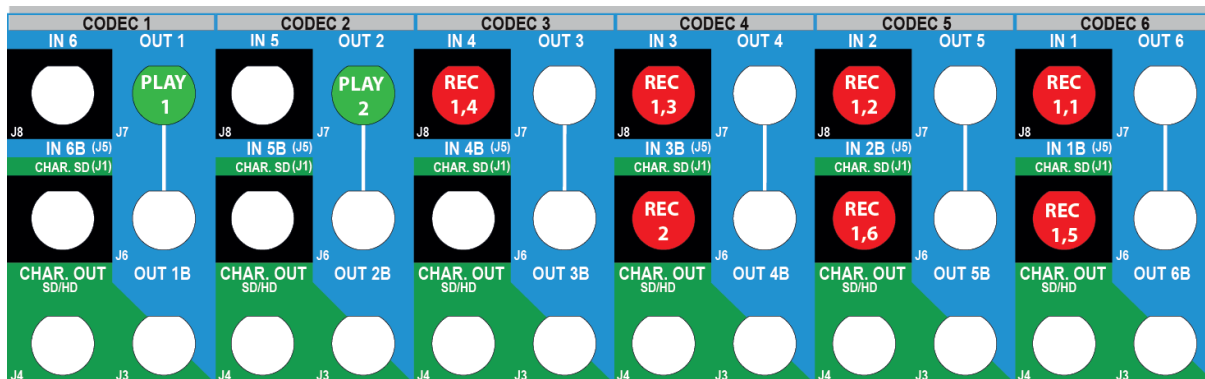 CODEC 1 CODEC 2 CODEC 3 CODEC 4 CODEC 5 CODEC 6
IN 6 OUT 1 IN 5 OUT 2 IN 4 OUT 3 IN 3 OUT 4 IN 2 OUT 5 IN 1 OUT 6
PLAY PLAY REC REC REC REC
1 2 1,4 1,3 1,2 1,1
J8 J7 J8 J7 J8 J7 J8 J7 J8 J7 J8 J7
IN 6B (J5) IN 5B (J5) IN 4B (J5) IN 3B (J5) IN 2B (J5) IN 1B (J5)
CHAR. SD (J1) CHAR. SD (J1) CHAR. SD (J1) CHAR. SD (J1) CHAR. SD (J1) CHAR. SD (J1)
REC REC REC
2 1,6 1,5
J6 J6 J6 J6 J6 J6
CHAR. OUT OUT 1B CHAR. OUT OUT 2B CHAR. OUT OUT 3B CHAR. OUT OUT 4B CHAR. OUT OUT 5B CHAR. OUT OUT 6B
SD/HD SD/HD SD/HD SD/HD SD/HD SD/HD
J4 J3 J4 J3 J4 J3 J4 J3 J4 J3 J4 J3